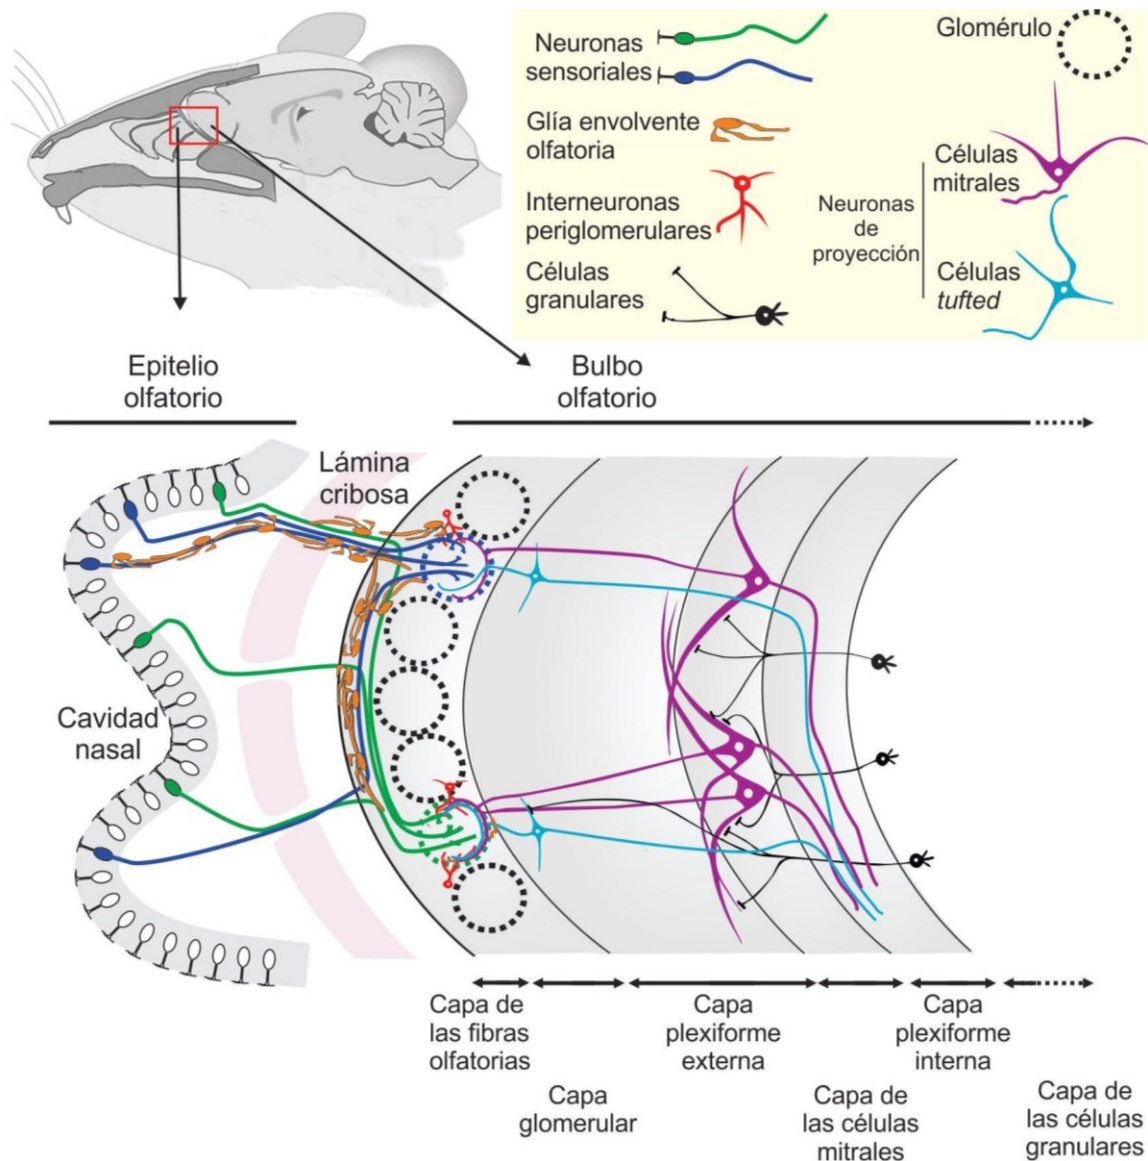 Neuronas
sensoriales
Glía envolvente
olfatoria
Interneuronas
periglomerulares
Células
granulares
Glomérulo
Neuronas
de
proyección
Células
mitrales
Células
tufted
Epitelio
olfatorio
Bulbo
olfatorio
Lámina
cribosa
Cavidad
nasal
Capa de
las fibras
olfatorias
Capa
glomerular
Capa
plexiforme
externa
Capa de
las células
mitrales
Capa
plexiforme
interna
Capa de
las células
granulares